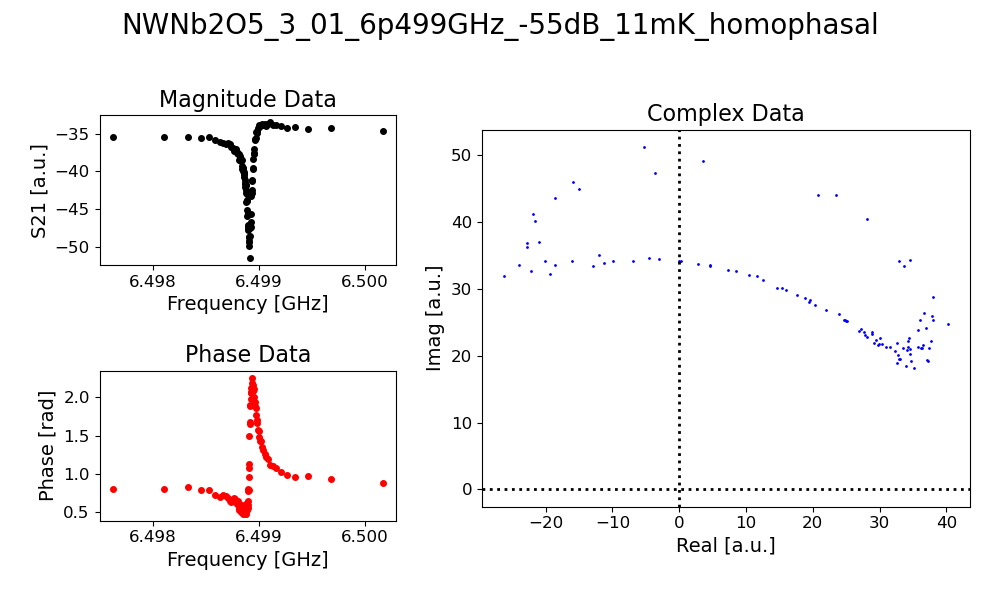 NWNb2O5_3_01_6p499GHz_-55dB_11mK_homophasal
Magnitude Data
S21 [a.u.]
−35
−40
−45
−50
6.498 6.499 6.500
Frequency [GHz]
Phase Data
Phase [rad]
2.0
1.5
1.0
0.5
6.498 6.499 6.500
Frequency [GHz]
Complex Data
Imag [a.u.]
50
40
30
20
10
0
−20 −10 0 10 20 30 40
Real [a.u.]